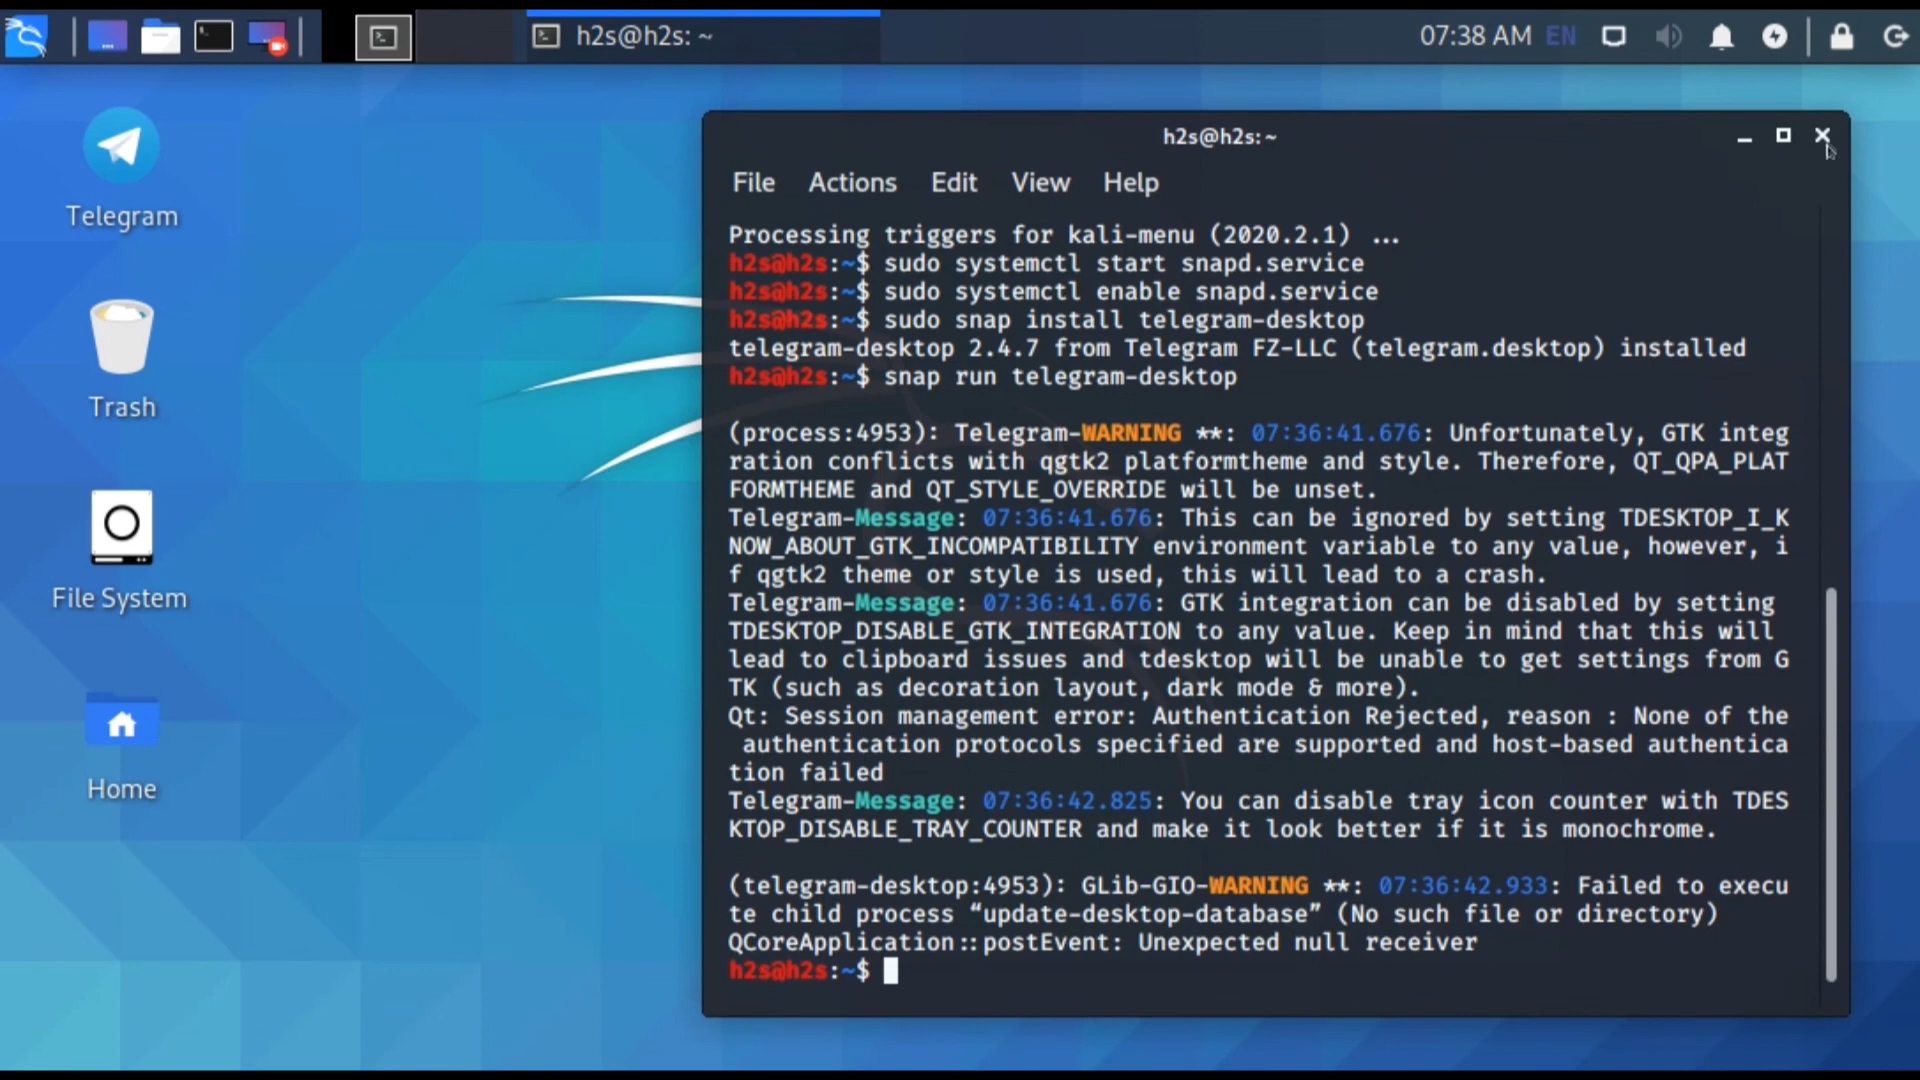 h2s@h2s: ~
07:38 AM EN
Telegram
Trash
File System
Home
h2s@h2s: ~
File Actions Edit View Help
Processing triggers for kali-menu (2020.2.1) ...
h2s@h2s:~$ sudo systemctl start snapd.service
h2s@h2s:~$ sudo systemctl enable snapd.service
h2s@h2s:~$ sudo snap install telegram-desktop
telegram-desktop 2.4.7 from Telegram FZ-LLC (telegram.desktop) installed
h2s@h2s:~$ snap run telegram-desktop
(process:4953): Telegram-WARNING **: 07:36:41.676: Unfortunately, GTK integ
ration conflicts with qgtk2 platformtheme and style. Therefore, QT_QPA_PLAT
FORMTHEME and QT_STYLE_OVERRIDE will be unset.
Telegram-Message: 07:36:41.676: This can be ignored by setting TDESKTOP_I_K
NOW_ABOUT_GTK_INCOMPATIBILITY environment variable to any value, however, i
f qgtk2 theme or style is used, this will lead to a crash.
Telegram-Message: 07:36:41.676: GTK integration can be disabled by setting
TDESKTOP_DISABLE_GTK_INTEGRATION to any value. Keep in mind that this will
lead to clipboard issues and tdesktop will be unable to get settings from G
TK (such as decoration layout, dark mode & more).
Qt: Session management error: Authentication Rejected, reason : None of the
 authentication protocols specified are supported and host-based authentica
tion failed
Telegram-Message: 07:36:42.825: You can disable tray icon counter with TDES
KTOP_DISABLE_TRAY_COUNTER and make it look better if it is monochrome.
(telegram-desktop:4953): GLib-GIO-WARNING **: 07:36:42.933: Failed to execu
te child process “update-desktop-database” (No such file or directory)
QCoreApplication::postEvent: Unexpected null receiver
h2s@h2s:~$